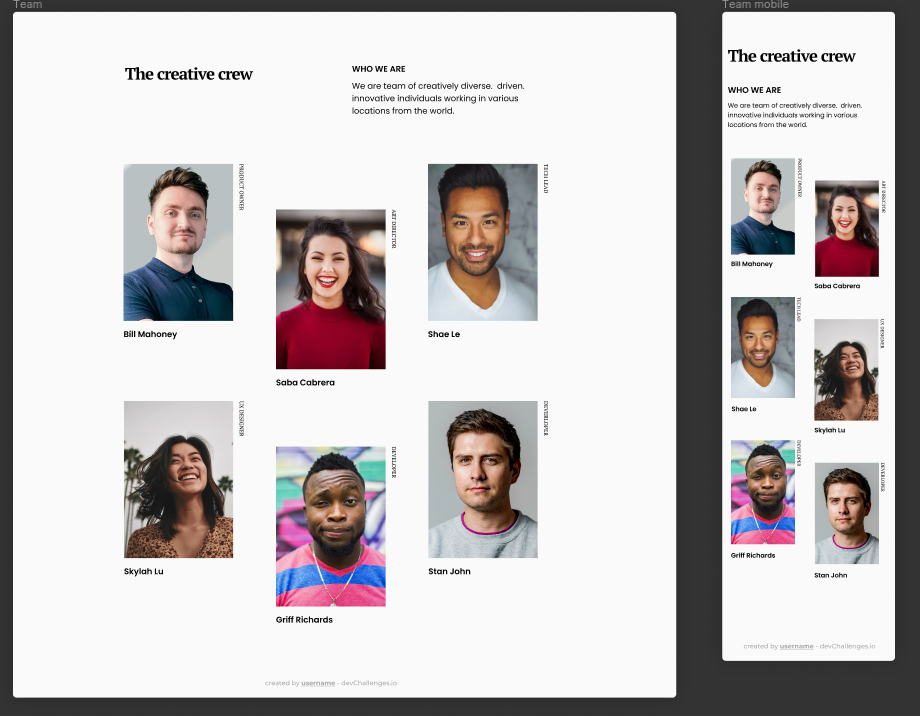 Team
The creative crew
WHO WE ARE
We are team of creatively diverse. driven.
innovative individuals working in various
locations from the world.
PRODUCT OWNER
Bill Mahoney
ART DIRECTOR
Saba Cabrera
TECH LEAD
Shae Le
UX DESIGNER
Skylah Lu
DEVELOPER
Griff Richards
DEVELOPER
Stan John
created by username - devChallenges.io
Team mobile
The creative crew
WHO WE ARE
We are team of creatively diverse. driven.
innovative individuals working in various
locations from the world.
PRODUCT OWNER
Bill Mahoney
ART DIRECTOR
Saba Cabrera
TECH LEAD
Shae Le
UX DESIGNER
Skylah Lu
DEVELOPER
Griff Richards
DEVELOPER
Stan John
created by username - devChallenges.io